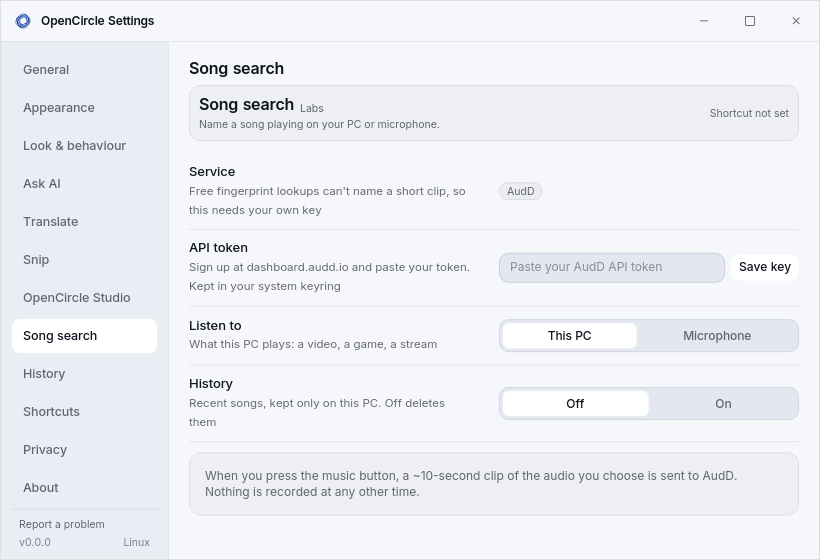 OpenCircle Settings
General
Appearance
Look & behaviour
Ask AI
Translate
Snip
OpenCircle Studio
Song search
History
Shortcuts
Privacy
About
Report a problem
v0.0.0 Linux
Song search
Song search Labs
Name a song playing on your PC or microphone.
Shortcut not set
Service
Free fingerprint lookups can't name a short clip, so
this needs your own key
AudD
API token
Sign up at dashboard.audd.io and paste your token.
Kept in your system keyring
Paste your AudD API token
Save key
Listen to
What this PC plays: a video, a game, a stream
This PC
Microphone
History
Recent songs, kept only on this PC. Off deletes
them
Off
On
When you press the music button, a ~10-second clip of the audio you choose is sent to AudD.
Nothing is recorded at any other time.